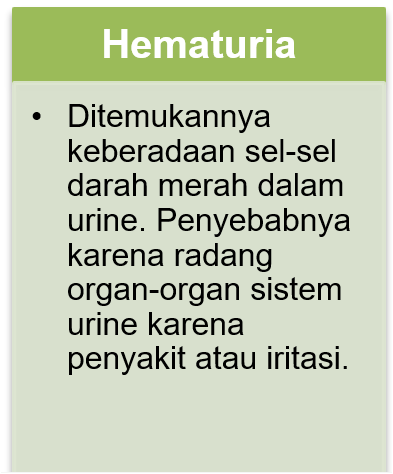 Hematuria
• Ditemukannya
keberadaan sel-sel
darah merah dalam
urine. Penyebabnya
karena radang
organ-organ sistem
urine karena
penyakit atau iritasi.